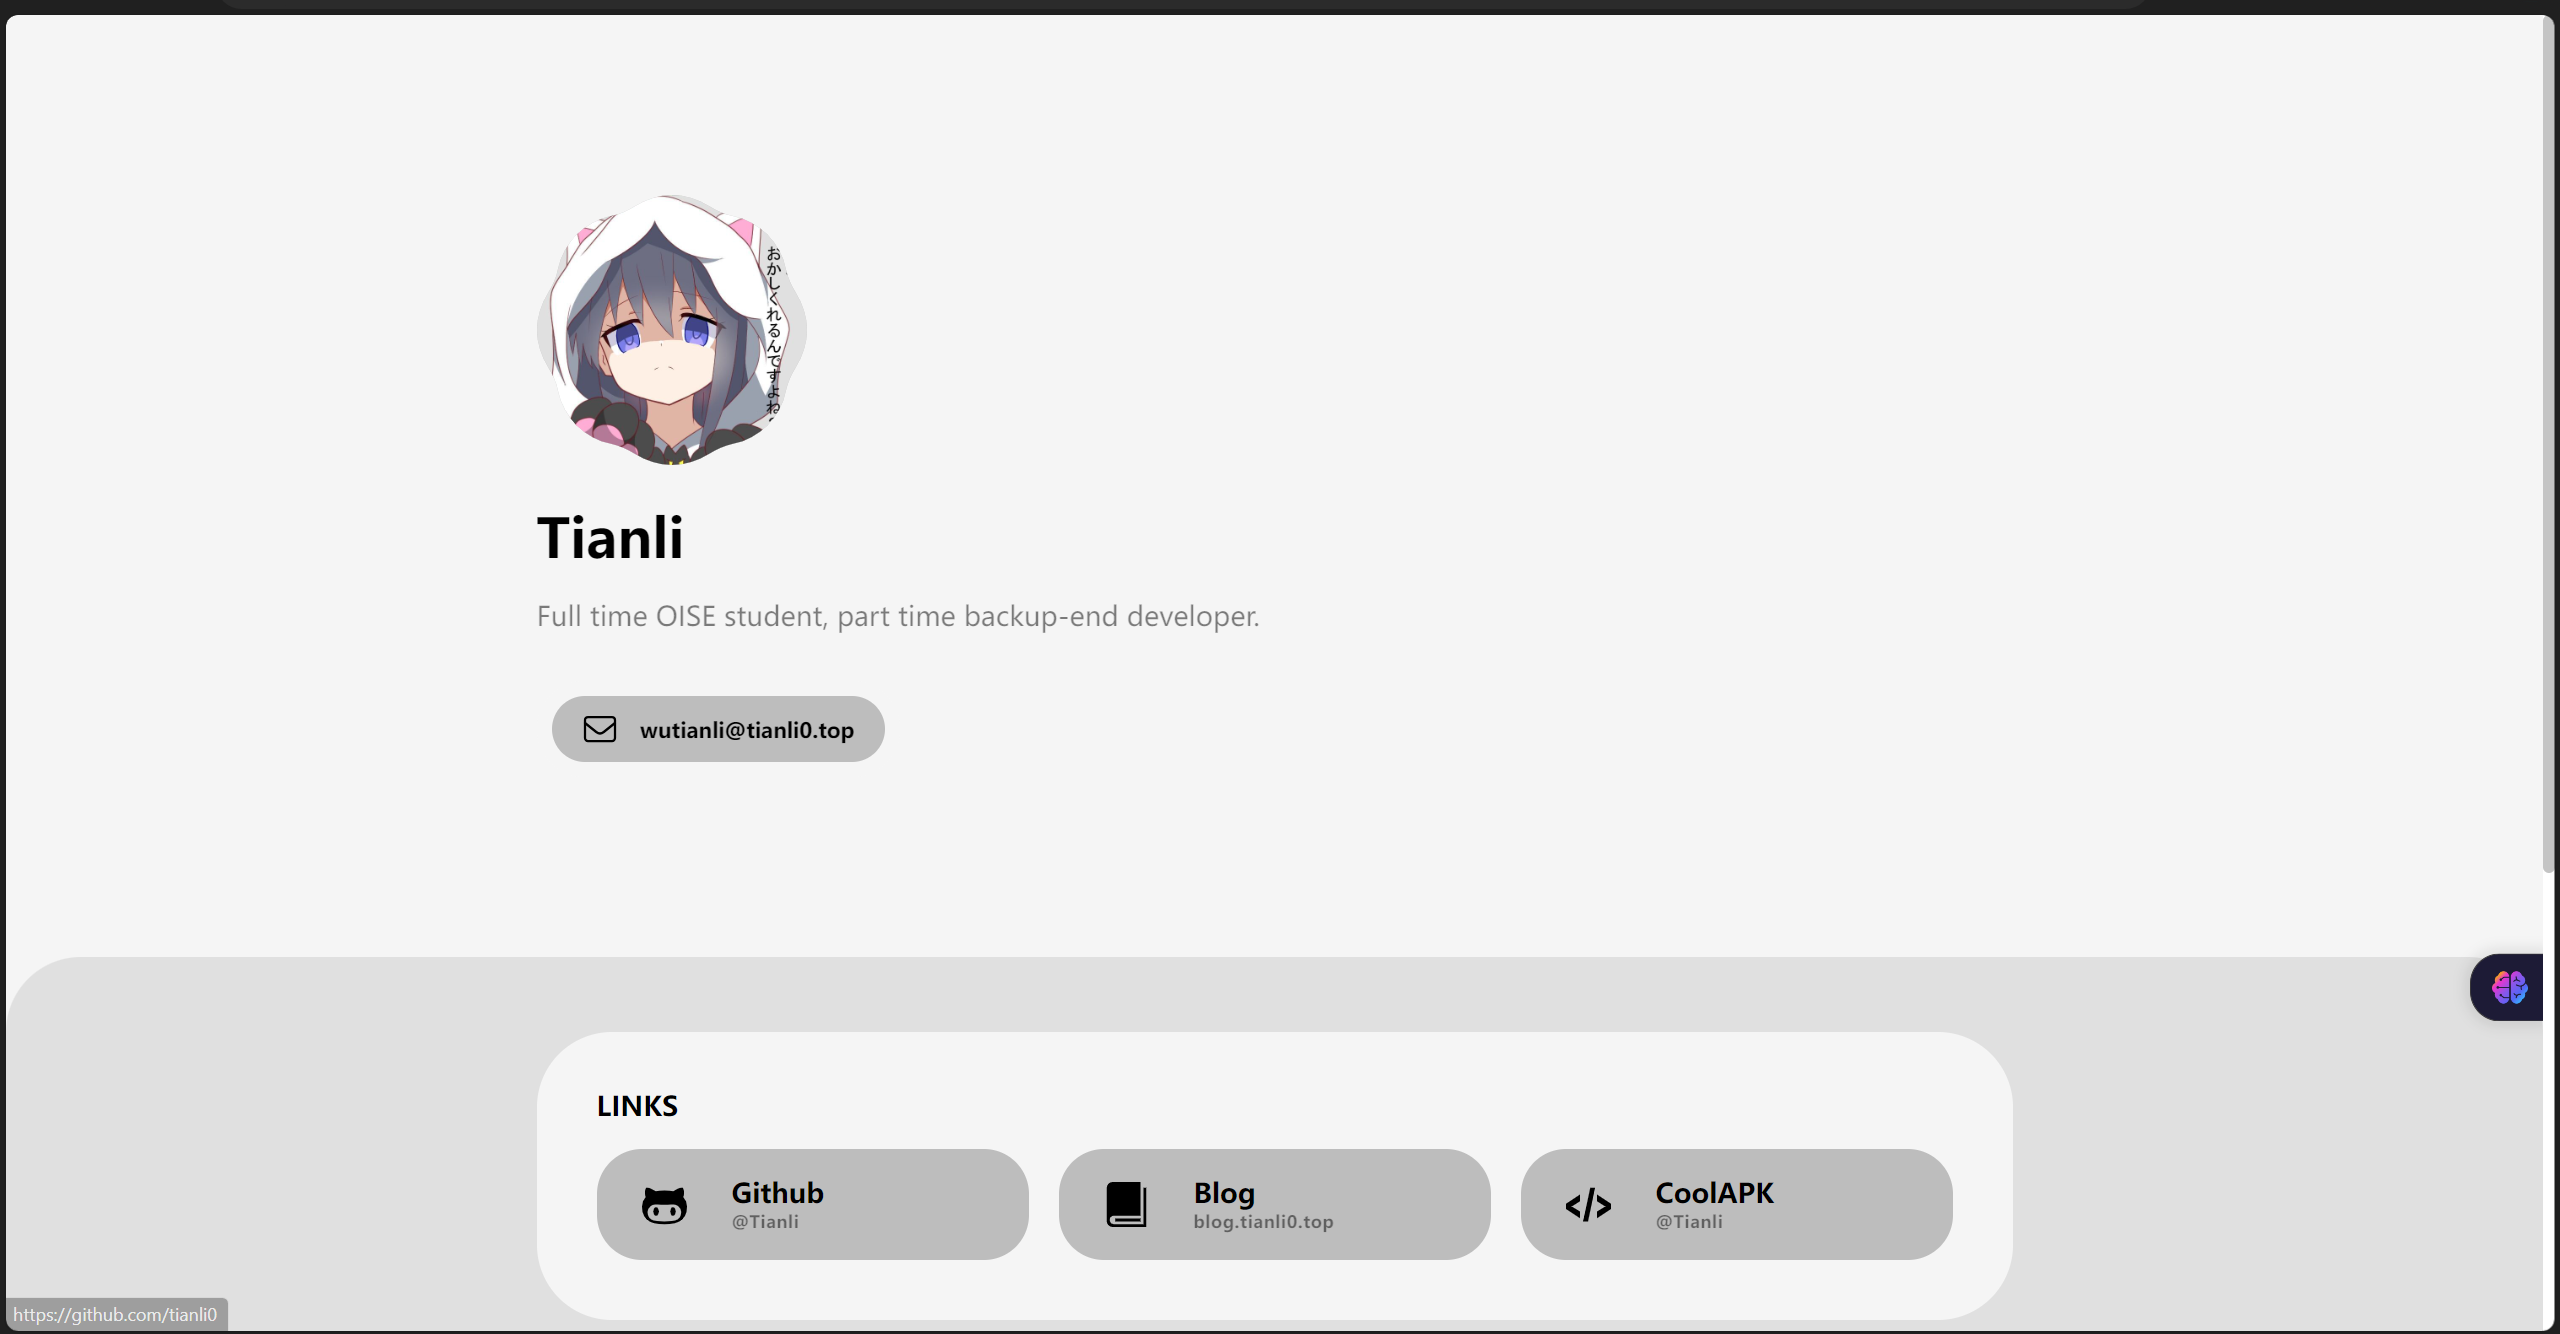 おかしくれるんですよね
Tianli
Full time OISE student, part time backup-end developer.
wutianli@tianli0.top
LINKS
Github
@Tianli
Blog
blog.tianli0.top
CoolAPK
@Tianli
https://github.com/tianli0